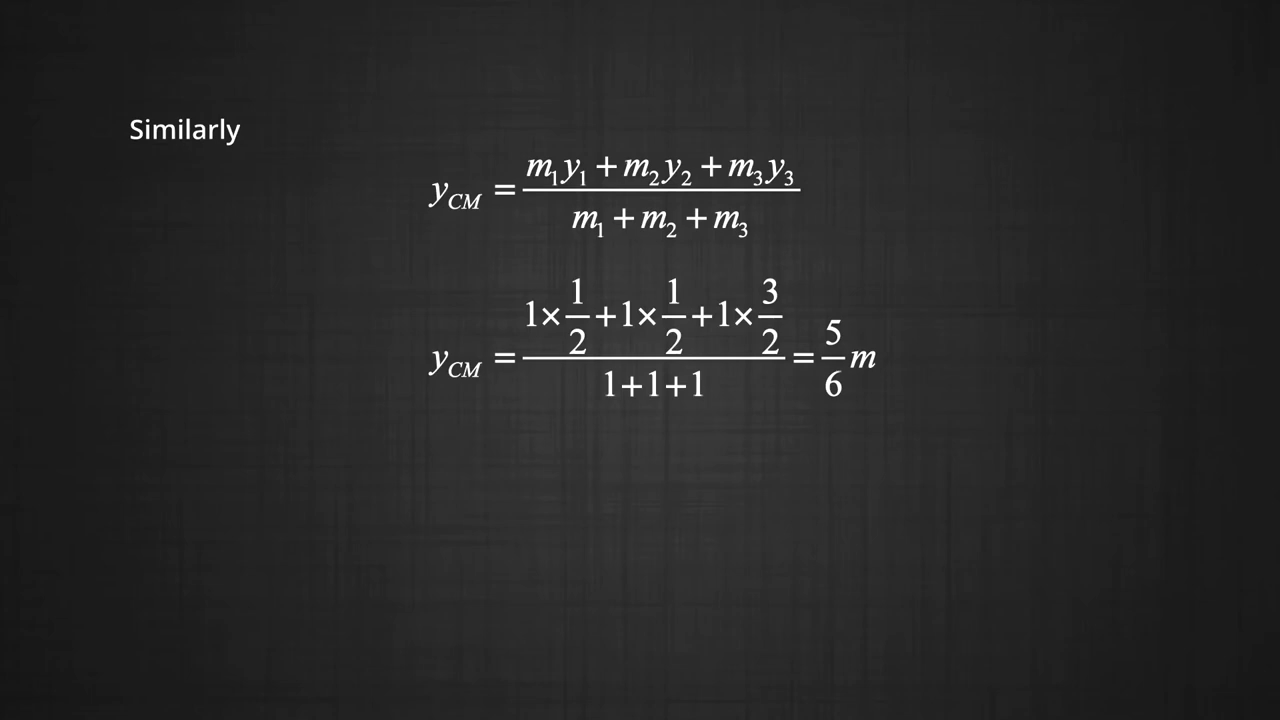 Similarly
y_CM = (m₁y₁ + m₂y₂ + m₃y₃) / (m₁ + m₂ + m₃)
y_CM = (1×1/2 + 1×1/2 + 1×3/2) / (1+1+1) = 5/6 m